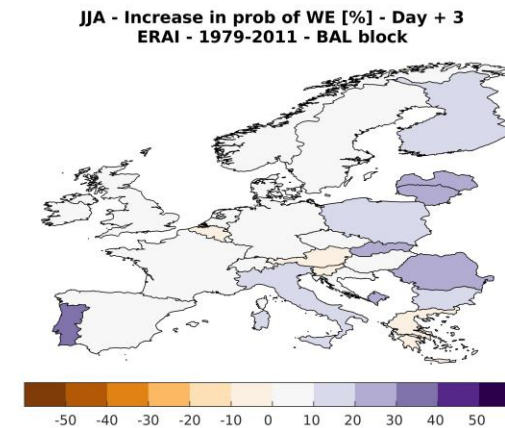 JJA - Increase in prob of WE [%] - Day + 3
ERAI - 1979-2011 - BAL block
-50 -40 -30 -20 -10 0 10 20 30 40 50